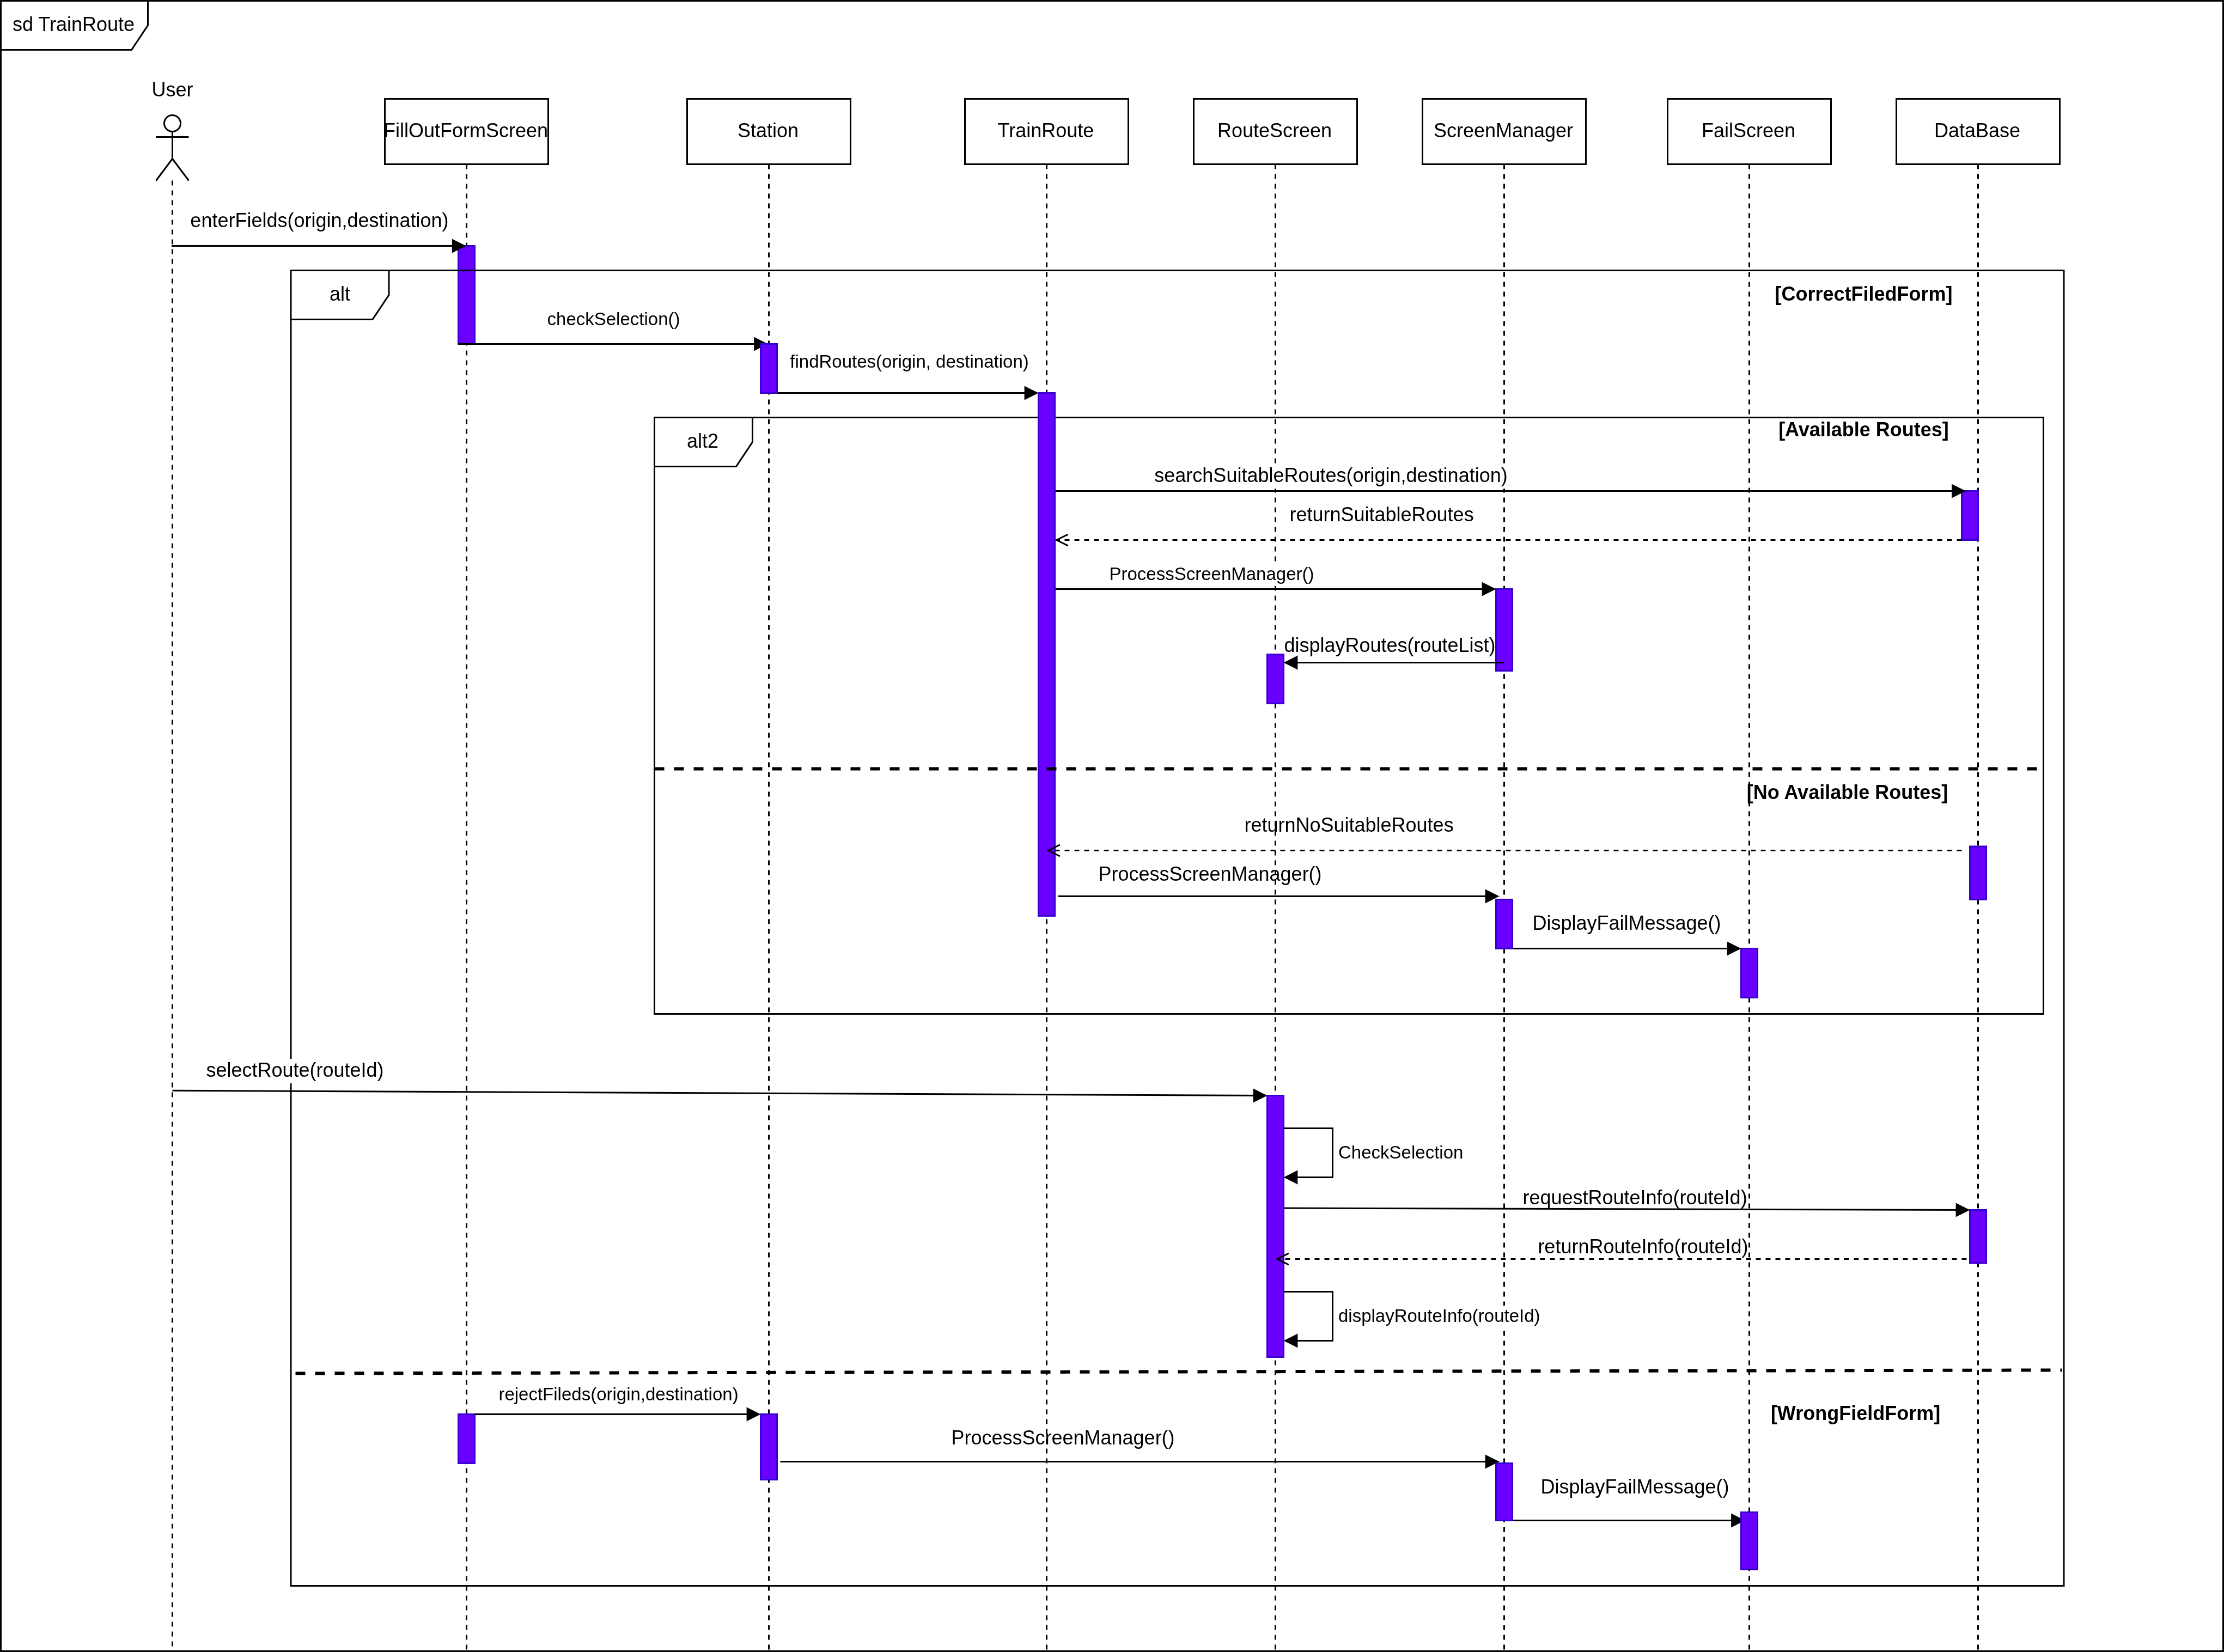 sd TrainRoute
User
FillOutFormScreen
Station
TrainRoute
RouteScreen
ScreenManager
FailScreen
DataBase
enterFields(origin,destination)
alt
[CorrectFiledForm]
checkSelection()
findRoutes(origin, destination)
alt2
[Available Routes]
searchSuitableRoutes(origin,destination)
returnSuitableRoutes
ProcessScreenManager()
displayRoutes(routeList)
[No Available Routes]
returnNoSuitableRoutes
ProcessScreenManager()
DisplayFailMessage()
selectRoute(routeId)
CheckSelection
requestRouteInfo(routeId)
returnRouteInfo(routeId)
displayRouteInfo(routeId)
rejectFileds(origin,destination)
[WrongFieldForm]
ProcessScreenManager()
DisplayFailMessage()